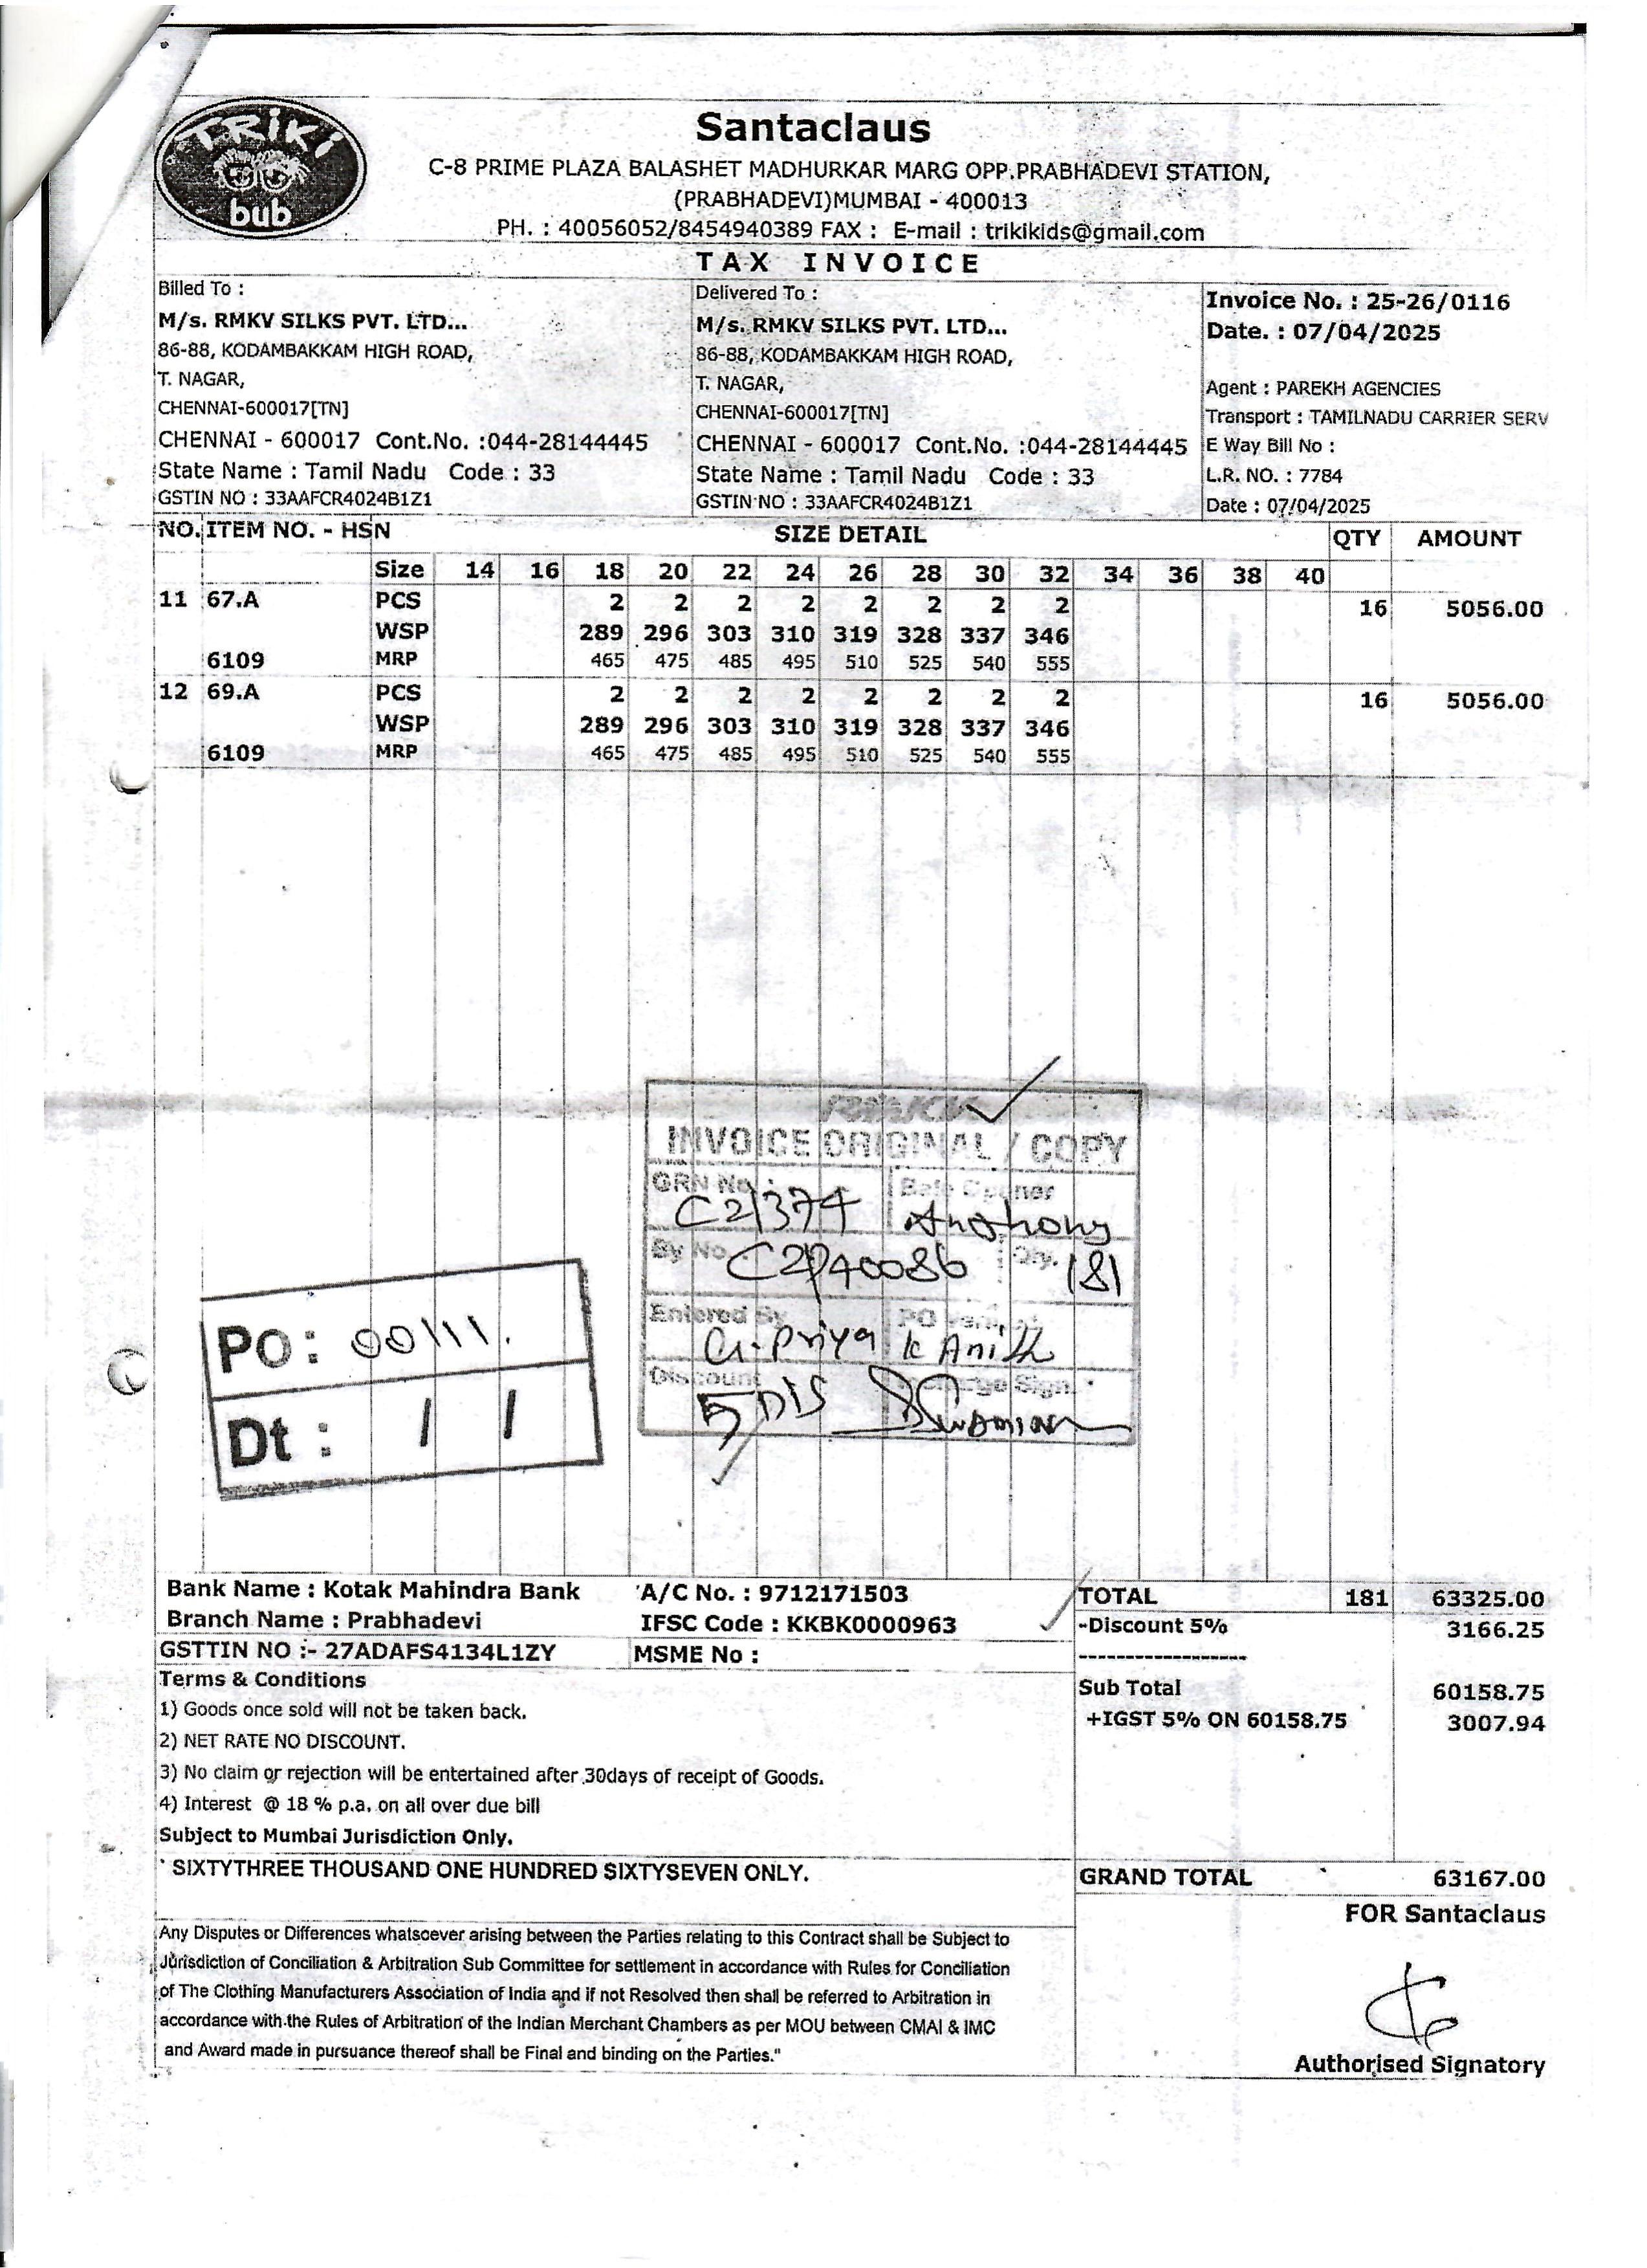 TRiKi
bub
Santaclaus
C-8 PRIME PLAZA BALASHET MADHURKAR MARG OPP.PRABHADEVI STATION,
(PRABHADEVI)MUMBAI - 400013
PH. : 40056052/8454940389 FAX : E-mail : trikikids@gmail.com
TAX INVOICE
Billed To :
M/s. RMKV SILKS PVT. LTD...
86-88, KODAMBAKKAM HIGH ROAD,
T. NAGAR,
CHENNAI-600017[TN]
CHENNAI - 600017 Cont.No. :044-28144445
State Name : Tamil Nadu Code : 33
GSTIN NO : 33AAFCR4024B1Z1
Delivered To :
M/s. RMKV SILKS PVT. LTD...
86-88, KODAMBAKKAM HIGH ROAD,
T. NAGAR,
CHENNAI-600017[TN]
CHENNAI - 600017 Cont.No. :044-28144445
State Name : Tamil Nadu Code : 33
GSTIN NO : 33AAFCR4024B1Z1
Invoice No. : 25-26/0116
Date. : 07/04/2025
Agent : PAREKH AGENCIES
Transport : TAMILNADU CARRIER SERV
E Way Bill No :
L.R. NO. : 7784
Date : 07/04/2025
NO. ITEM NO. - HSN SIZE DETAIL QTY AMOUNT
Size 14 16 18 20 22 24 26 28 30 32 34 36 38 40
11 67.A PCS 2 2 2 2 2 2 2 2 16 5056.00
WSP 289 296 303 310 319 328 337 346
6109 MRP 465 475 485 495 510 525 540 555
12 69.A PCS 2 2 2 2 2 2 2 2 16 5056.00
WSP 289 296 303 310 319 328 337 346
6109 MRP 465 475 485 495 510 525 540 555
INVOICE ORIGINAL / COPY
GRN No. : Bale Opener
C2/374 Anthony
By No. C2P40086 Qty. 181
Entered By PO
G. Priya k Anith
Discount Sign.
5 DIS
PO: 00111.
Dt : / /
Bank Name : Kotak Mahindra Bank A/C No. : 9712171503
Branch Name : Prabhadevi IFSC Code : KKBK0000963
GSTTIN NO :- 27ADAFS4134L1ZY MSME No :
TOTAL 181 63325.00
-Discount 5% 3166.25
------------------
Sub Total 60158.75
+IGST 5% ON 60158.75 3007.94
Terms & Conditions
1) Goods once sold will not be taken back.
2) NET RATE NO DISCOUNT.
3) No claim or rejection will be entertained after 30days of receipt of Goods.
4) Interest @ 18 % p.a. on all over due bill
Subject to Mumbai Jurisdiction Only.
SIXTYTHREE THOUSAND ONE HUNDRED SIXTYSEVEN ONLY.
GRAND TOTAL 63167.00
FOR Santaclaus
Any Disputes or Differences whatsoever arising between the Parties relating to this Contract shall be Subject to
Jurisdiction of Conciliation & Arbitration Sub Committee for settlement in accordance with Rules for Conciliation
of The Clothing Manufacturers Association of India and if not Resolved then shall be referred to Arbitration in
accordance with the Rules of Arbitration of the Indian Merchant Chambers as per MOU between CMAI & IMC
and Award made in pursuance thereof shall be Final and binding on the Parties."
Authorised Signatory